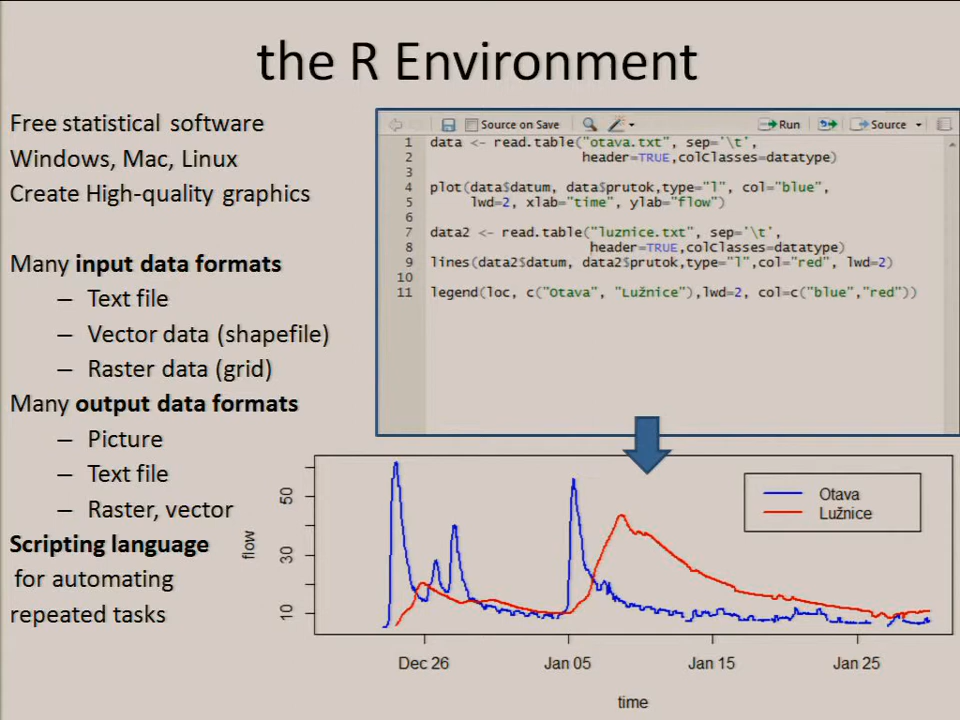 the R Environment
Free statistical software
Windows, Mac, Linux
Create High-quality graphics
Many input data formats
– Text file
– Vector data (shapefile)
– Raster data (grid)
Many output data formats
– Picture
– Text file
– Raster, vector
Scripting language
for automating
repeated tasks
Source on Save
Run
Source
1 data <- read.table("otava.txt", sep='\t',
2 header=TRUE,colClasses=datatype)
3
4 plot(data$datum, data$prutok,type="l", col="blue",
5 lwd=2, xlab="time", ylab="flow")
6
7 data2 <- read.table("luznice.txt", sep='\t',
8 header=TRUE,colClasses=datatype)
9 lines(data2$datum, data2$prutok,type="l",col="red", lwd=2)
10
11 legend(loc, c("Otava", "Lužnice"),lwd=2, col=c("blue","red"))
50
30
10
flow
Otava
Lužnice
Dec 26
Jan 05
Jan 15
Jan 25
time